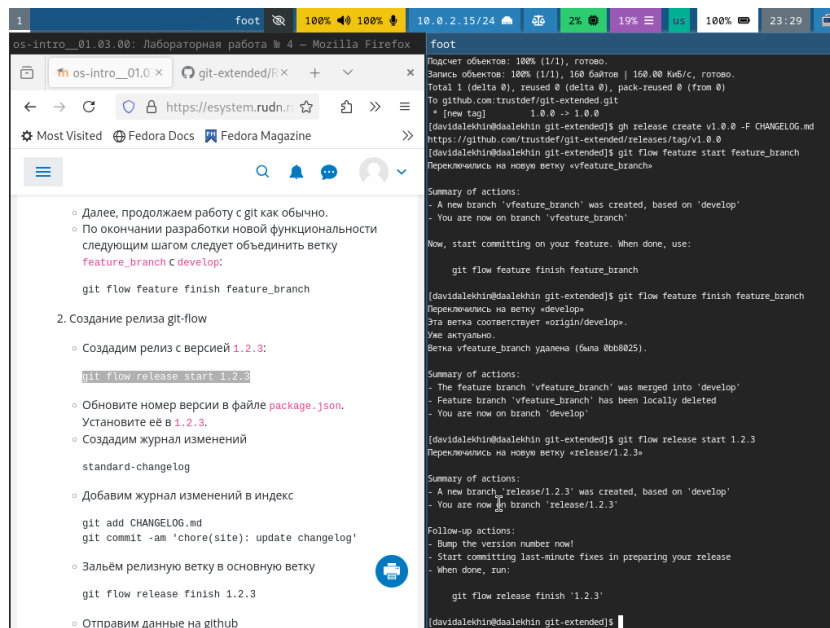 1
foot
100%
100%
10.0.2.15/24
2%
19%
us
100%
23:29
os-intro__01.03.00: Лабораторная работа № 4 — Mozilla Firefox
os-intro__01.0
git-extended/R
https://esystem.rudn.r
Most Visited
Fedora Docs
Fedora Magazine
Далее, продолжаем работу c git как обычно.
По окончании разработки новой функциональности
следующим шагом следует объединить ветку
feature_branch c develop:
git flow feature finish feature_branch
2. Создание релиза git-flow
Создадим релиз с версией 1.2.3:
git flow release start 1.2.3
Обновите номер версии в файле package.json.
Установите её в 1.2.3.
Создадим журнал изменений
standard-changelog
Добавим журнал изменений в индекс
git add CHANGELOG.md
git commit -am 'chore(site): update changelog'
Зальём релизную ветку в основную ветку
git flow release finish 1.2.3
Отправим данные на github
foot
Подсчет объектов: 100% (1/1), готово.
Запись объектов: 100% (1/1), 160 байтов | 160.00 КиБ/с, готово.
Total 1 (delta 0), reused 0 (delta 0), pack-reused 0 (from 0)
To github.com:trustdef/git-extended.git
* [new tag] 1.0.0 -> 1.0.0
[davidalekhin@daalekhin git-extended]$ gh release create v1.0.0 -F CHANGELOG.md
https://github.com/trustdef/git-extended/releases/tag/v1.0.0
[davidalekhin@daalekhin git-extended]$ git flow feature start feature_branch
Переключились на новую ветку «vfeature_branch»
Summary of actions:
- A new branch 'vfeature_branch' was created, based on 'develop'
- You are now on branch 'vfeature_branch'
Now, start committing on your feature. When done, use:
git flow feature finish feature_branch
[davidalekhin@daalekhin git-extended]$ git flow feature finish feature_branch
Переключились на ветку «develop»
Эта ветка соответствует «origin/develop».
Уже актуально.
Ветка vfeature_branch удалена (была 0bb8025).
Summary of actions:
- The feature branch 'vfeature_branch' was merged into 'develop'
- Feature branch 'vfeature_branch' has been locally deleted
- You are now on branch 'develop'
[davidalekhin@daalekhin git-extended]$ git flow release start 1.2.3
Переключились на новую ветку «release/1.2.3»
Summary of actions:
- A new branch 'release/1.2.3' was created, based on 'develop'
- You are now on branch 'release/1.2.3'
Follow-up actions:
- Bump the version number now!
- Start committing last-minute fixes in preparing your release
- When done, run:
git flow release finish '1.2.3'
[davidalekhin@daalekhin git-extended]$